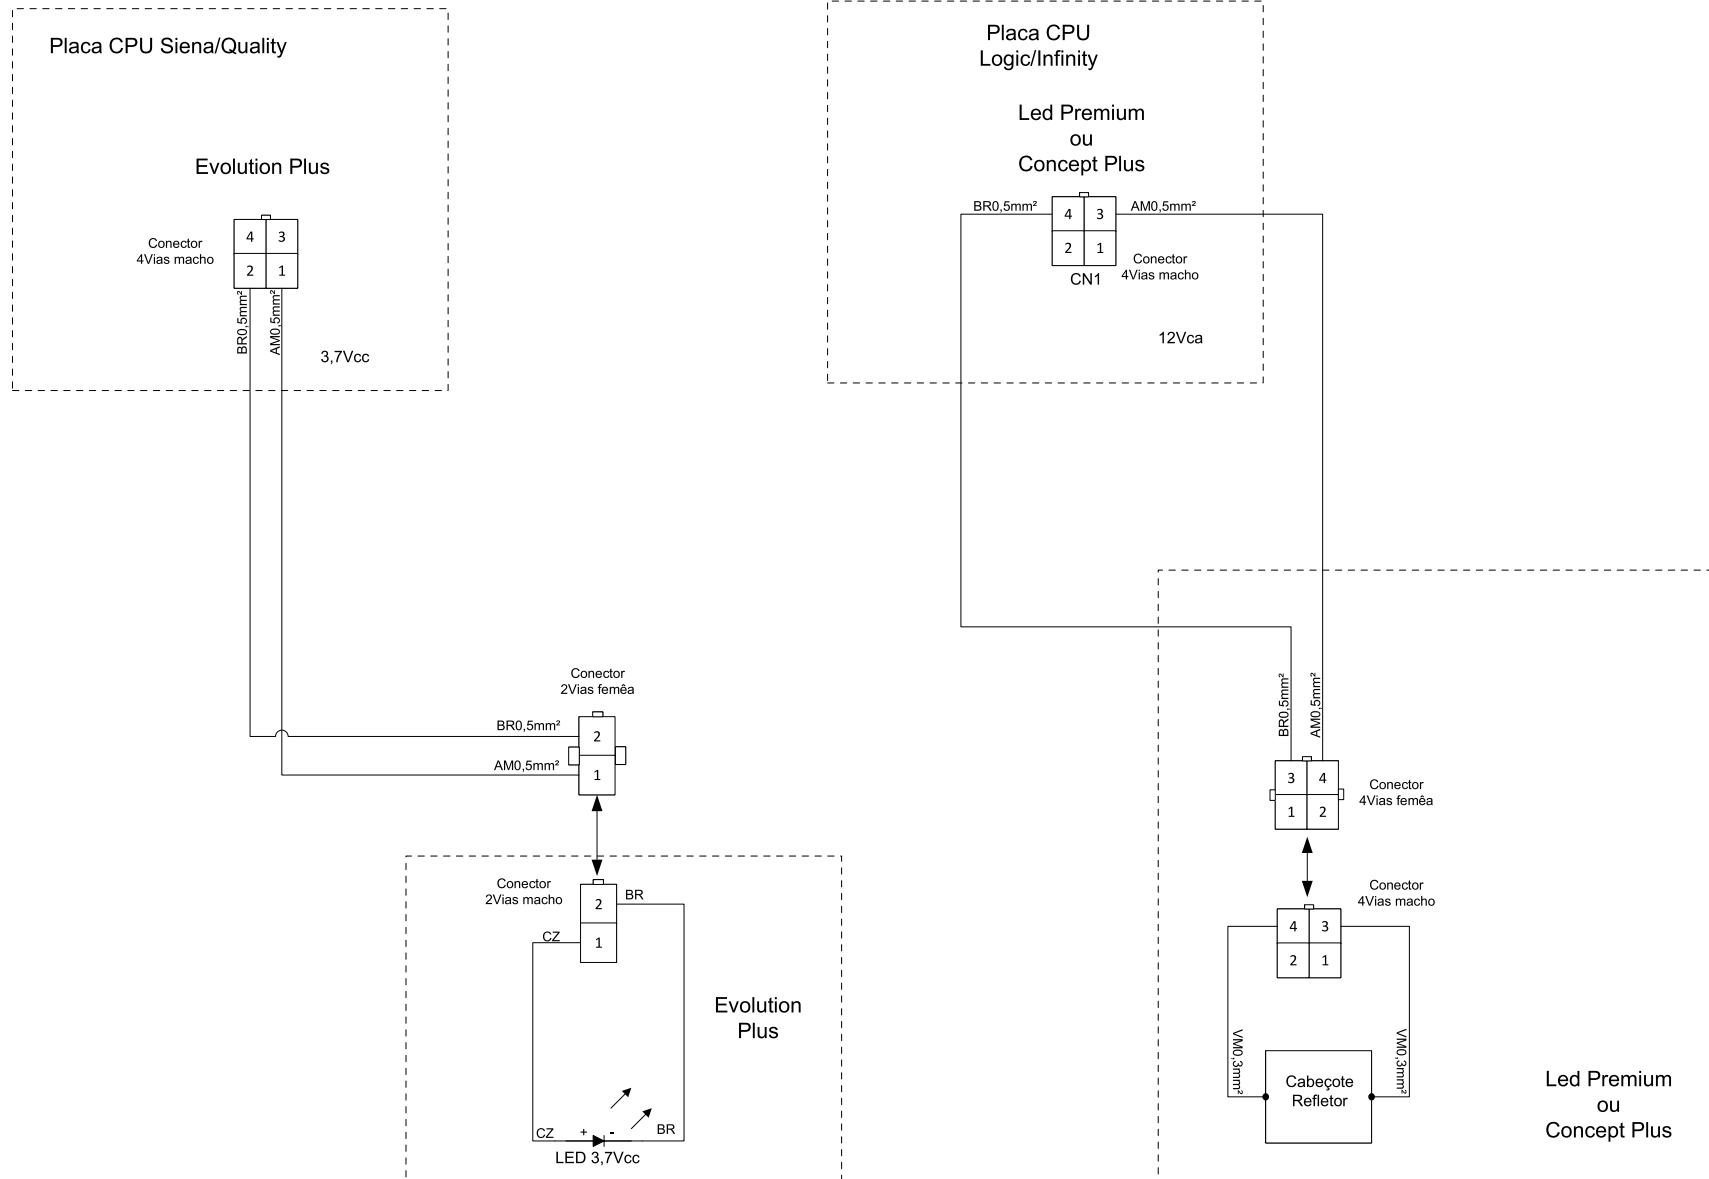 Placa CPU Siena/Quality
Evolution Plus
4 3
2 1
Conector
4Vias macho
BR0,5mm²
AM0,5mm²
3,7Vcc
Conector
2Vias femêa
BR0,5mm²
2
AM0,5mm²
1
Conector
2Vias macho
2
BR
CZ
1
Evolution
Plus
CZ
+
-
BR
LED 3,7Vcc
Placa CPU
Logic/Infinity
Led Premium
ou
Concept Plus
BR0,5mm²
4 3
AM0,5mm²
2 1
Conector
4Vias macho
CN1
12Vca
BR0,5mm²
AM0,5mm²
3 4
1 2
Conector
4Vias femêa
Conector
4Vias macho
4 3
2 1
VM0,3mm²
VM0,3mm²
Cabeçote
Refletor
Led Premium
ou
Concept Plus